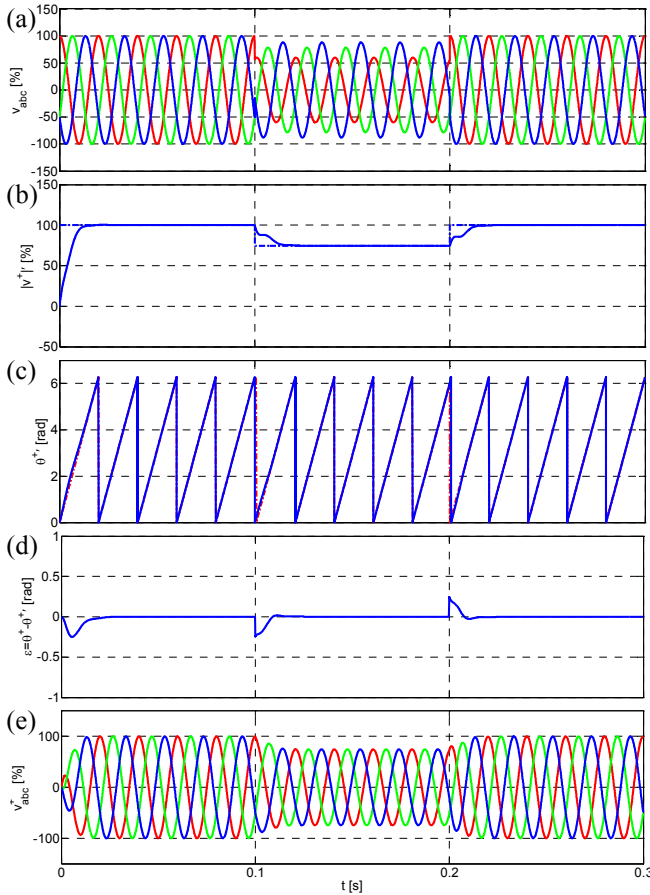 (a)
150
100
50
0
-50
-100
-150
v_abc [%]
(b)
150
100
50
0
-50
|v⁺|' [%]
(c)
6
4
2
0
θ⁺' [rad]
(d)
1
0.5
0
-0.5
-1
ε=θ⁺-θ⁺' [rad]
(e)
100
0
-100
v⁺_abc [%]
0
0.1
0.2
0.3
t [s]